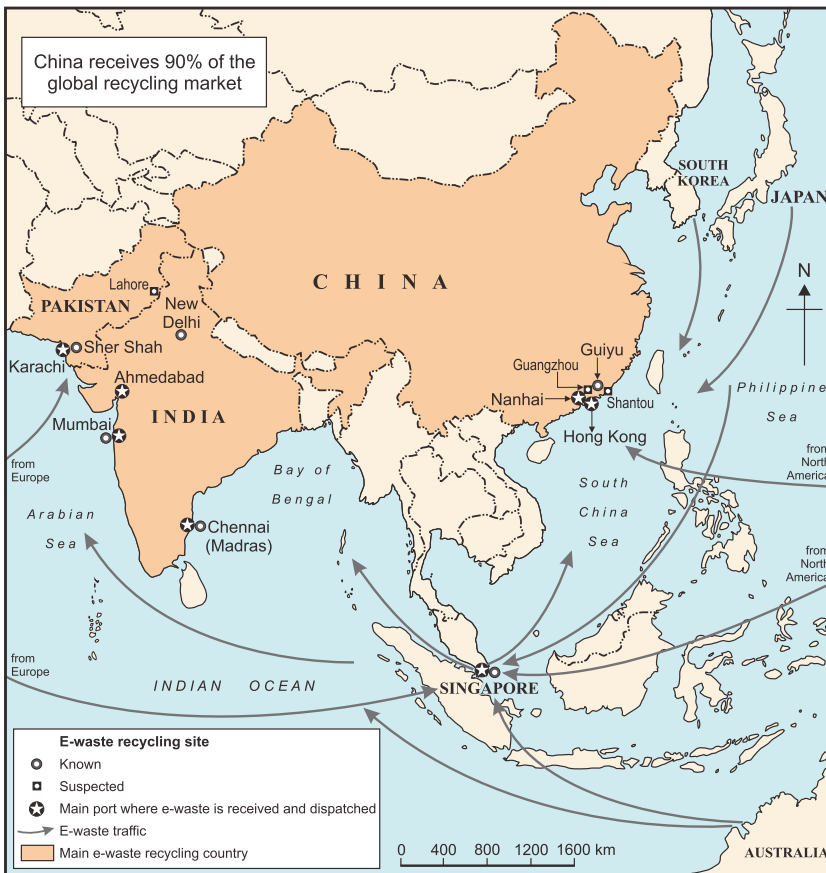 China receives 90% of the
global recycling market
SOUTH
KOREA
JAPAN
C H I N A
N
Lahore
PAKISTAN
New
Delhi
Sher Shah
Karachi
Ahmedabad
INDIA
Mumbai
Guiyu
Guangzhou
Nanhai
Shantou
Hong Kong
Philippine
Sea
from
Europe
Bay of
Bengal
from
North
America
Arabian
Sea
Chennai
(Madras)
South
China
Sea
from
North
America
from
Europe
INDIAN OCEAN
SINGAPORE
E-waste recycling site
Known
Suspected
Main port where e-waste is received and dispatched
E-waste traffic
Main e-waste recycling country
0 400 800 1200 1600 km
AUSTRALIA